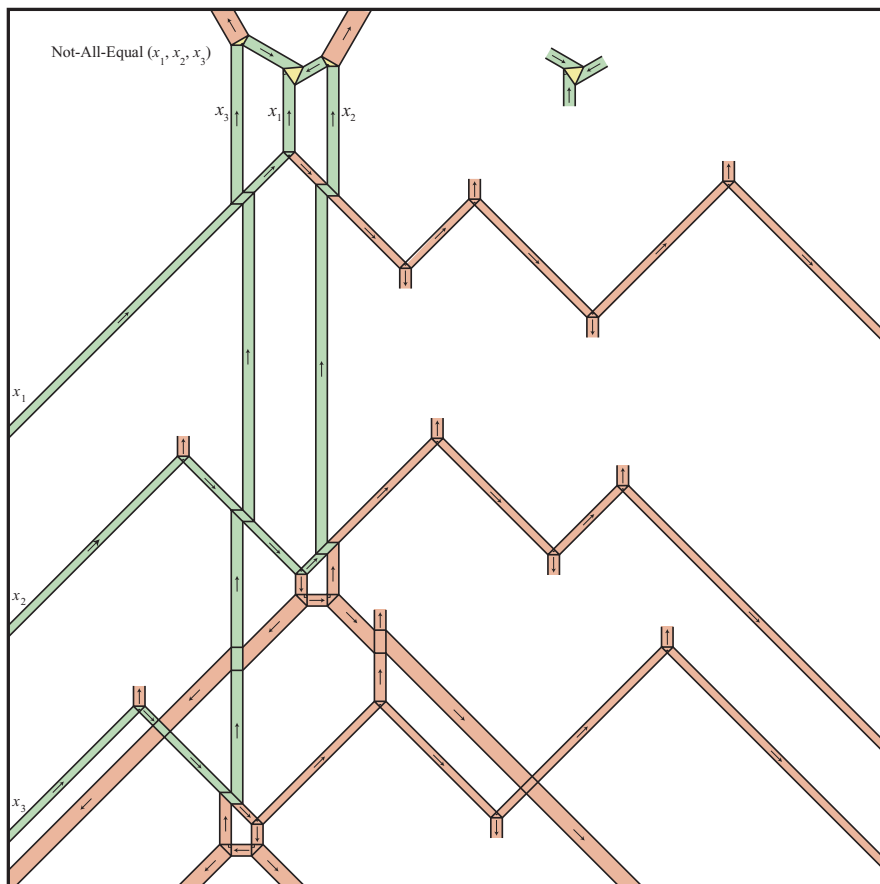 Not-All-Equal (x₁, x₂, x₃)
x₃
x₁
x₂
x₁
x₂
x₃